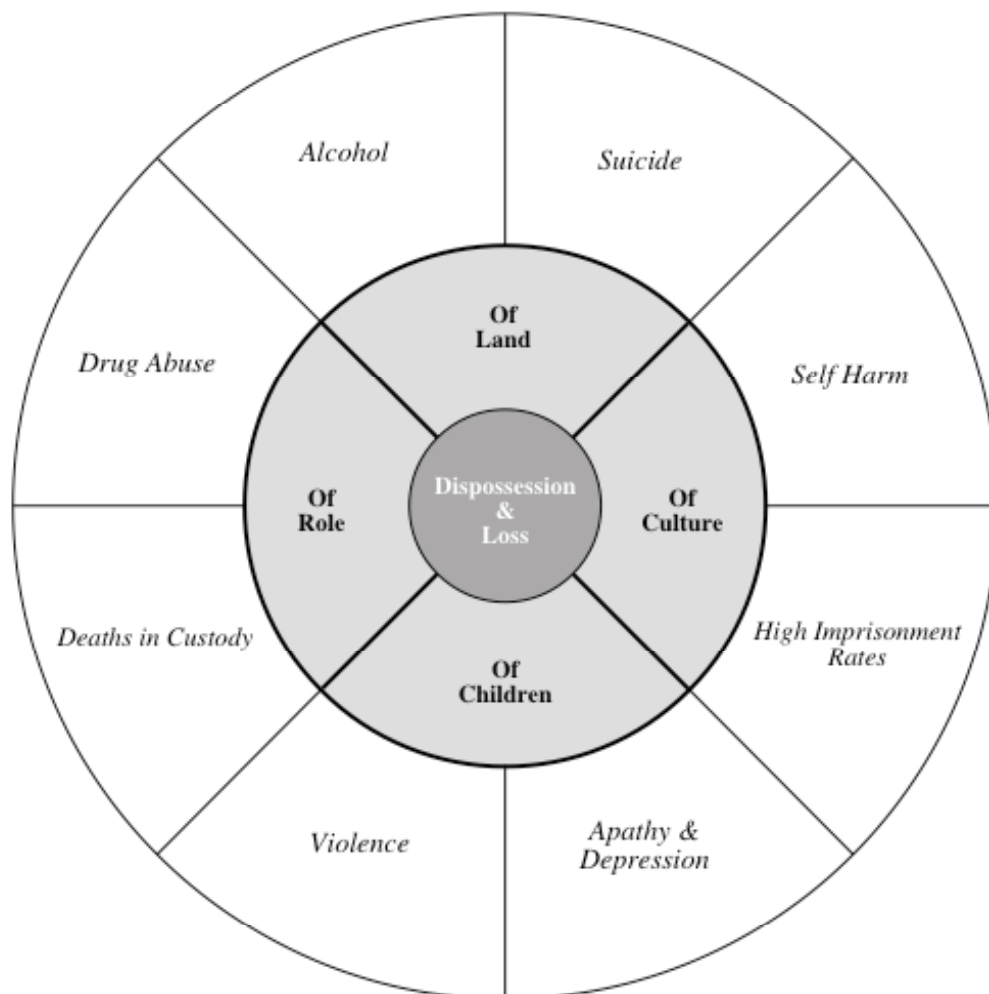 Alcohol
Suicide
Of
Land
Drug Abuse
Self Harm
Of
Role
Dispossession
&
Loss
Of
Culture
Deaths in Custody
High Imprisonment
Rates
Of
Children
Violence
Apathy &
Depression